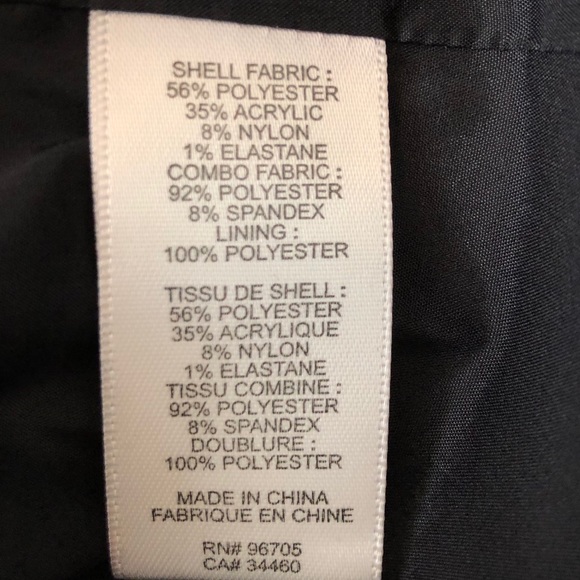 SHELL FABRIC :
56% POLYESTER
35% ACRYLIC
8% NYLON
1% ELASTANE
COMBO FABRIC :
92% POLYESTER
8% SPANDEX
LINING :
100% POLYESTER
TISSU DE SHELL :
56% POLYESTER
35% ACRYLIQUE
8% NYLON
1% ELASTANE
TISSU COMBINE :
92% POLYESTER
8% SPANDEX
DOUBLURE :
100% POLYESTER
MADE IN CHINA
FABRIQUE EN CHINE
RN# 96705
CA# 34460